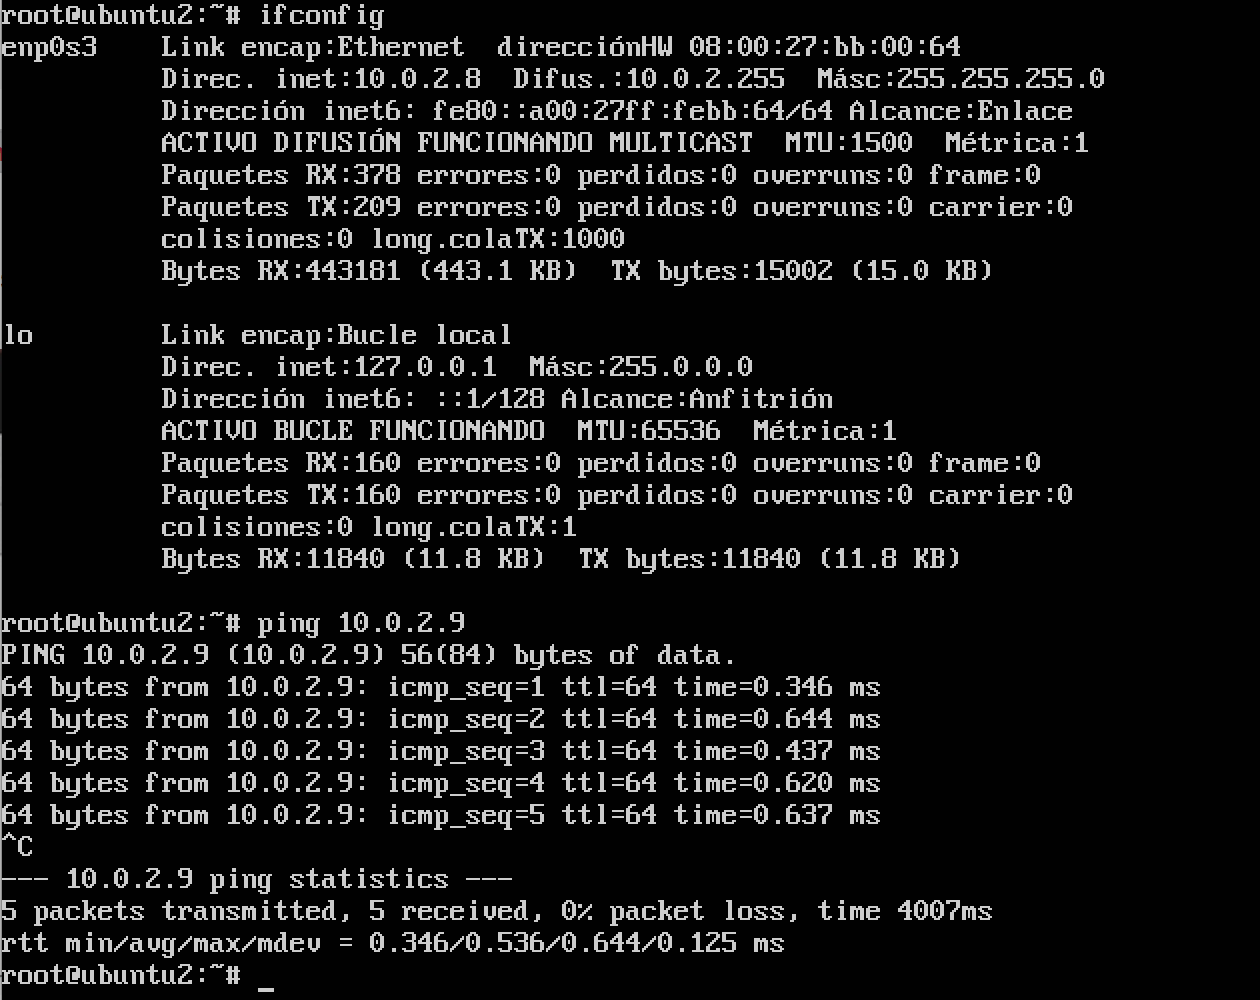 root@ubuntu2:~# ifconfig
enp0s3    Link encap:Ethernet  direcciónHW 08:00:27:bb:00:64
          Direc. inet:10.0.2.8  Difus.:10.0.2.255  Másc:255.255.255.0
          Dirección inet6: fe80::a00:27ff:febb:64/64 Alcance:Enlace
          ACTIVO DIFUSIÓN FUNCIONANDO MULTICAST  MTU:1500  Métrica:1
          Paquetes RX:378 errores:0 perdidos:0 overruns:0 frame:0
          Paquetes TX:209 errores:0 perdidos:0 overruns:0 carrier:0
          colisiones:0 long.colaTX:1000
          Bytes RX:443181 (443.1 KB)  TX bytes:15002 (15.0 KB)

lo        Link encap:Bucle local
          Direc. inet:127.0.0.1  Másc:255.0.0.0
          Dirección inet6: ::1/128 Alcance:Anfitrión
          ACTIVO BUCLE FUNCIONANDO  MTU:65536  Métrica:1
          Paquetes RX:160 errores:0 perdidos:0 overruns:0 frame:0
          Paquetes TX:160 errores:0 perdidos:0 overruns:0 carrier:0
          colisiones:0 long.colaTX:1
          Bytes RX:11840 (11.8 KB)  TX bytes:11840 (11.8 KB)

root@ubuntu2:~# ping 10.0.2.9
PING 10.0.2.9 (10.0.2.9) 56(84) bytes of data.
64 bytes from 10.0.2.9: icmp_seq=1 ttl=64 time=0.346 ms
64 bytes from 10.0.2.9: icmp_seq=2 ttl=64 time=0.644 ms
64 bytes from 10.0.2.9: icmp_seq=3 ttl=64 time=0.437 ms
64 bytes from 10.0.2.9: icmp_seq=4 ttl=64 time=0.620 ms
64 bytes from 10.0.2.9: icmp_seq=5 ttl=64 time=0.637 ms
^C
--- 10.0.2.9 ping statistics ---
5 packets transmitted, 5 received, 0% packet loss, time 4007ms
rtt min/avg/max/mdev = 0.346/0.536/0.644/0.125 ms
root@ubuntu2:~# _